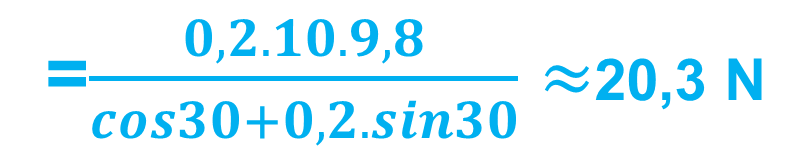 0,2.10.9,8
= ≈20,3 N
cos30+0,2.sin30